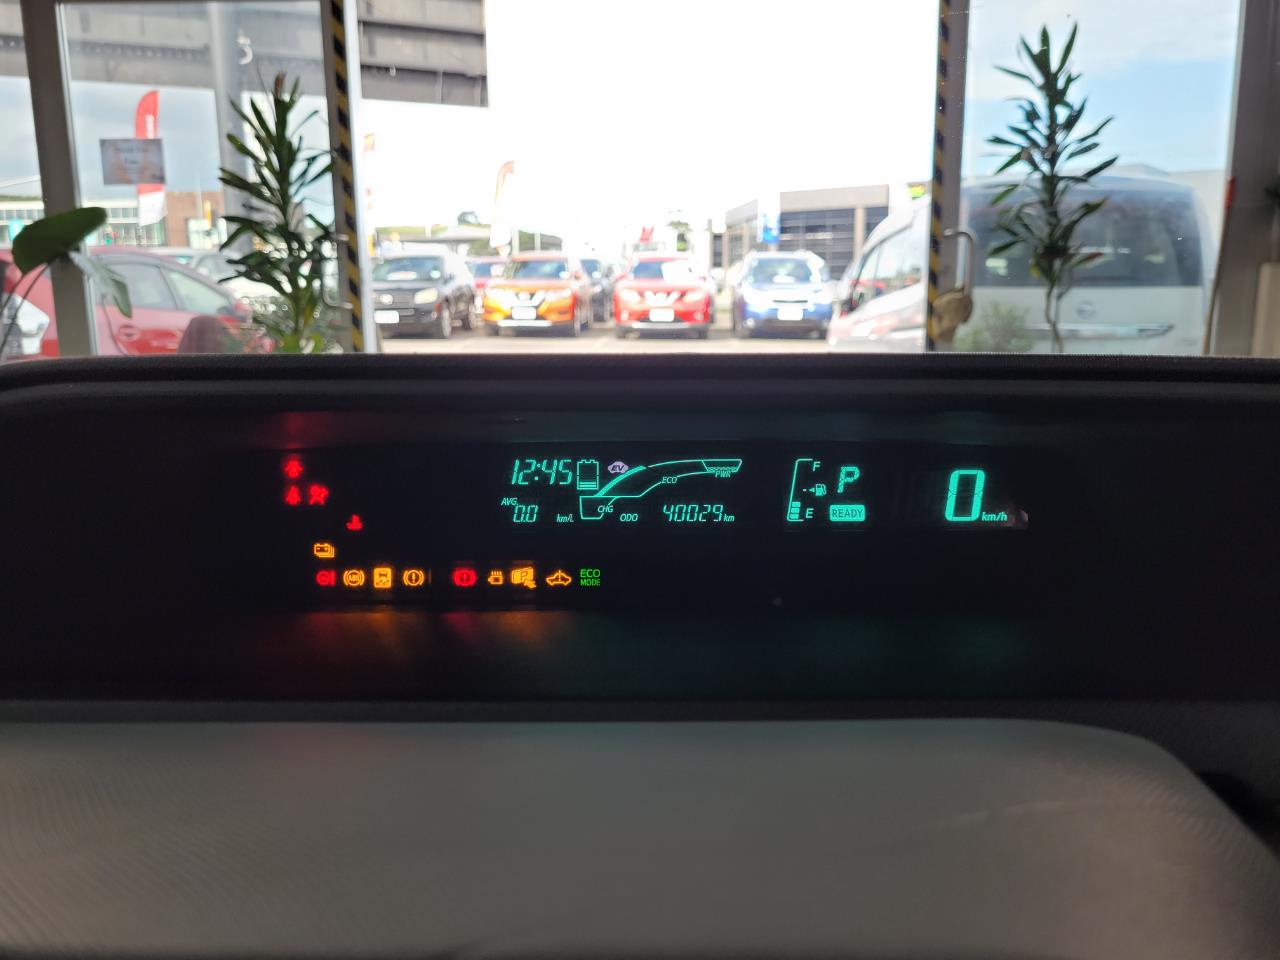 12:45
EV
ECO
PWR
CHG
AVG.
0.0 km/L
ODO 40029 km
F
E
P
READY
0 km/h
ABS
P
ECO
MODE